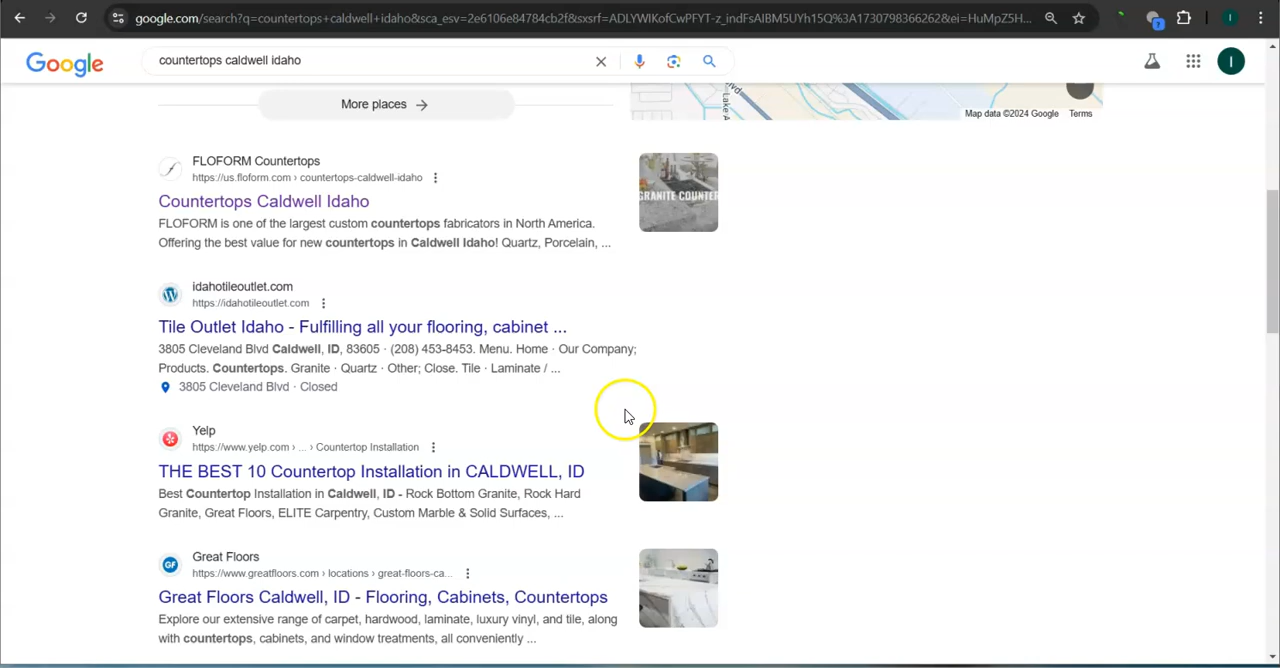 google.com/search?q=countertops+caldwell+idaho&sca_esv=2e6106e84784cb2f&sxsrf=ADLYWIKofCwPFYT-z_indFsAlBM5UYh15Q%3A1730798366262&ei=HuMpZ5H...
Google
countertops caldwell idaho
I
More places →
Lake A
lvd
Map data ©2024 Google Terms
FLOFORM Countertops
https://us.floform.com › countertops-caldwell-idaho
Countertops Caldwell Idaho
FLOFORM is one of the largest custom countertops fabricators in North America.
Offering the best value for new countertops in Caldwell Idaho! Quartz, Porcelain, ...
GRANITE COUNTER
idahotileoutlet.com
https://idahotileoutlet.com
Tile Outlet Idaho - Fulfilling all your flooring, cabinet ...
3805 Cleveland Blvd Caldwell, ID, 83605 · (208) 453-8453. Menu. Home · Our Company;
Products. Countertops. Granite · Quartz · Other; Close. Tile · Laminate / ...
3805 Cleveland Blvd · Closed
Yelp
https://www.yelp.com › ... › Countertop Installation
THE BEST 10 Countertop Installation in CALDWELL, ID
Best Countertop Installation in Caldwell, ID - Rock Bottom Granite, Rock Hard
Granite, Great Floors, ELITE Carpentry, Custom Marble & Solid Surfaces, ...
GF
Great Floors
https://www.greatfloors.com › locations › great-floors-ca...
Great Floors Caldwell, ID - Flooring, Cabinets, Countertops
Explore our extensive range of carpet, hardwood, laminate, luxury vinyl, and tile, along
with countertops, cabinets, and window treatments, all conveniently ...